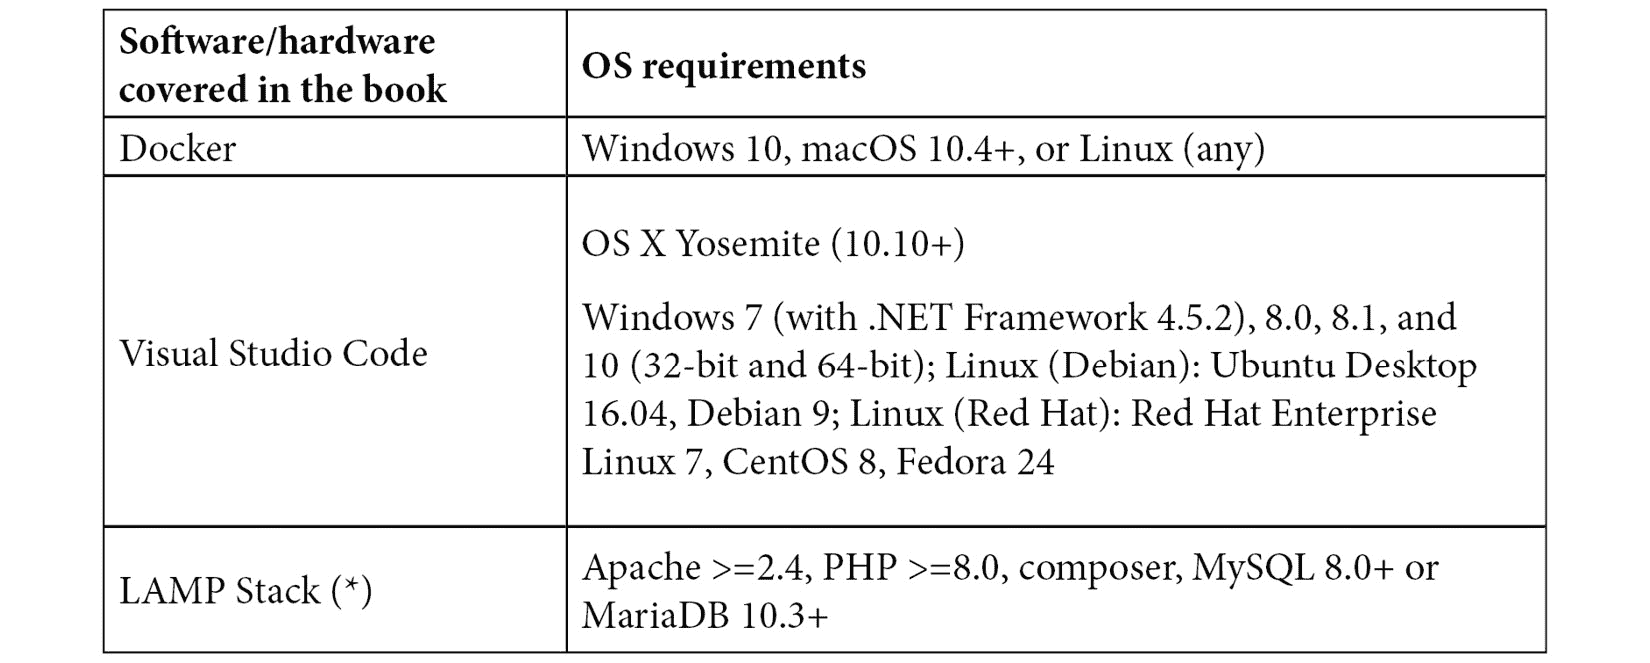 Software/hardware
covered in the book
OS requirements
Docker
Windows 10, macOS 10.4+, or Linux (any)
Visual Studio Code
OS X Yosemite (10.10+)
Windows 7 (with .NET Framework 4.5.2), 8.0, 8.1, and
10 (32-bit and 64-bit); Linux (Debian): Ubuntu Desktop
16.04, Debian 9; Linux (Red Hat): Red Hat Enterprise
Linux 7, CentOS 8, Fedora 24
LAMP Stack (*)
Apache >=2.4, PHP >=8.0, composer, MySQL 8.0+ or
MariaDB 10.3+